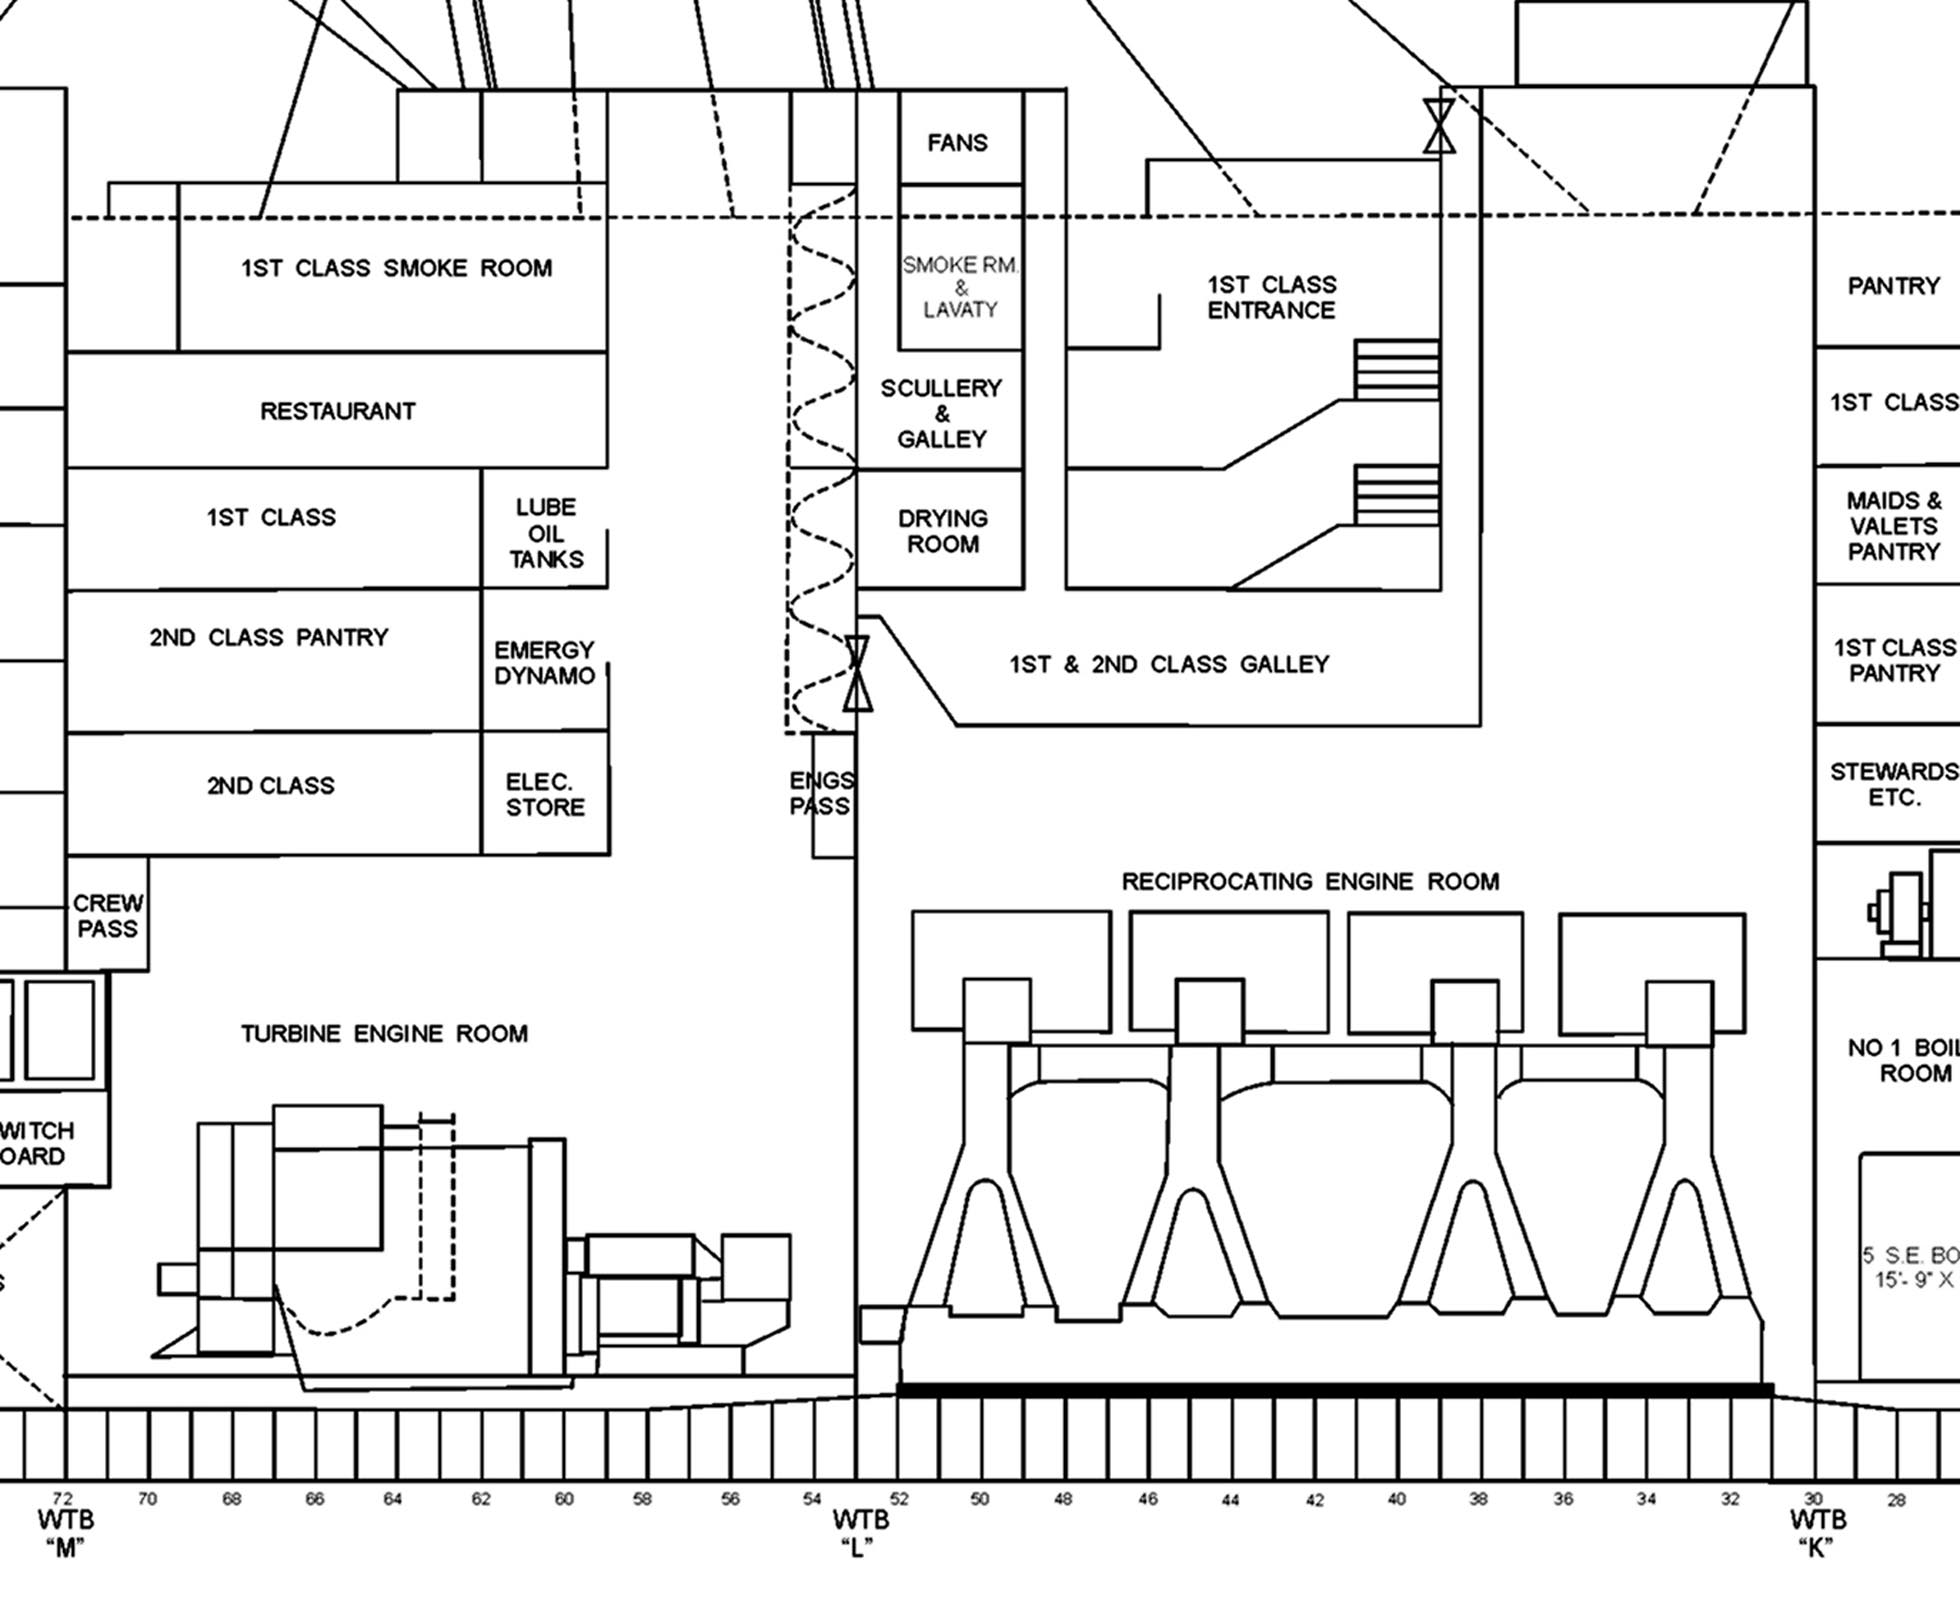 FANS
1ST CLASS SMOKE ROOM
SMOKE RM.
&
LAVATY
1ST CLASS
ENTRANCE
PANTRY
RESTAURANT
SCULLERY
&
GALLEY
1ST CLASS
1ST CLASS
LUBE
OIL
TANKS
DRYING
ROOM
MAIDS &
VALETS
PANTRY
2ND CLASS PANTRY
EMERGY
DYNAMO
1ST & 2ND CLASS GALLEY
1ST CLASS
PANTRY
2ND CLASS
ELEC.
STORE
ENGS
PASS
STEWARDS
ETC.
CREW
PASS
RECIPROCATING ENGINE ROOM
TURBINE ENGINE ROOM
NO 1 BOIL
ROOM
WITCH
OARD
5 S.E. BO
15'- 9" X
S
72 70 68 66 64 62 60 58 56 54 52 50 48 46 44 42 40 38 36 34 32 30 28
WTB
“M”
WTB
“L”
WTB
“K”